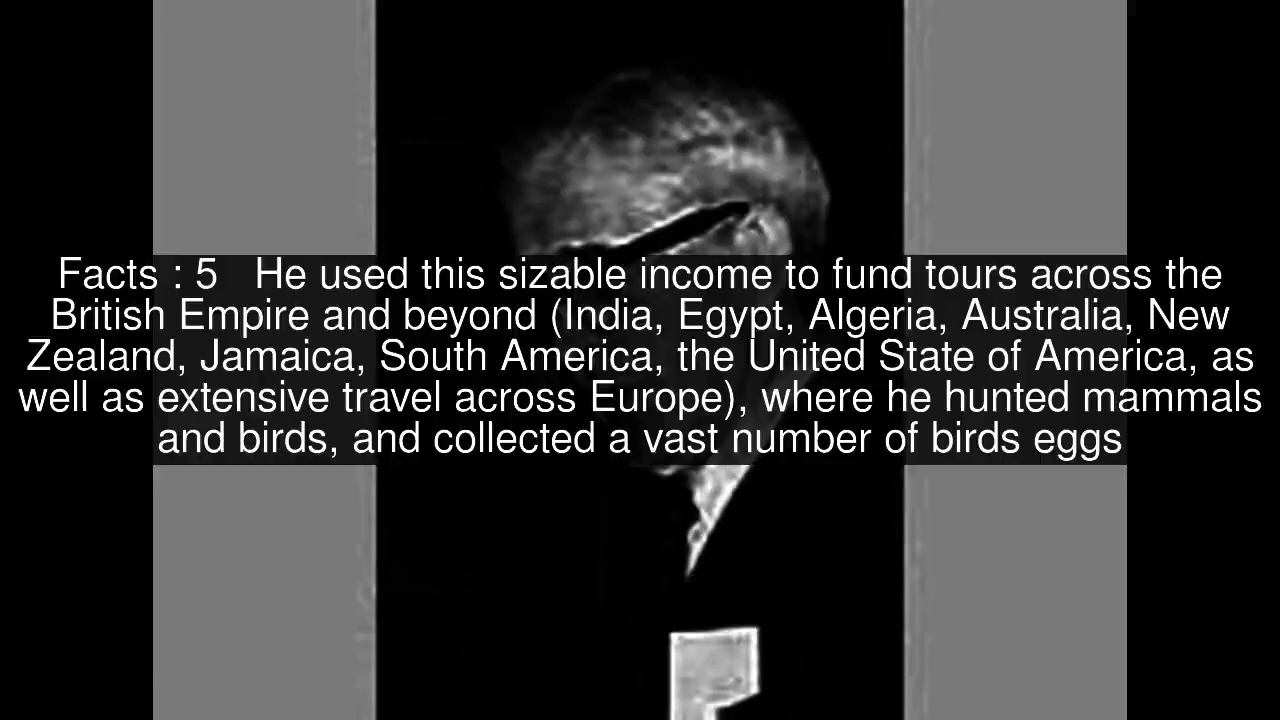 Facts : 5   He used this sizable income to fund tours across the
British Empire and beyond (India, Egypt, Algeria, Australia, New
Zealand, Jamaica, South America, the United State of America, as
well as extensive travel across Europe), where he hunted mammals
and birds, and collected a vast number of birds eggs